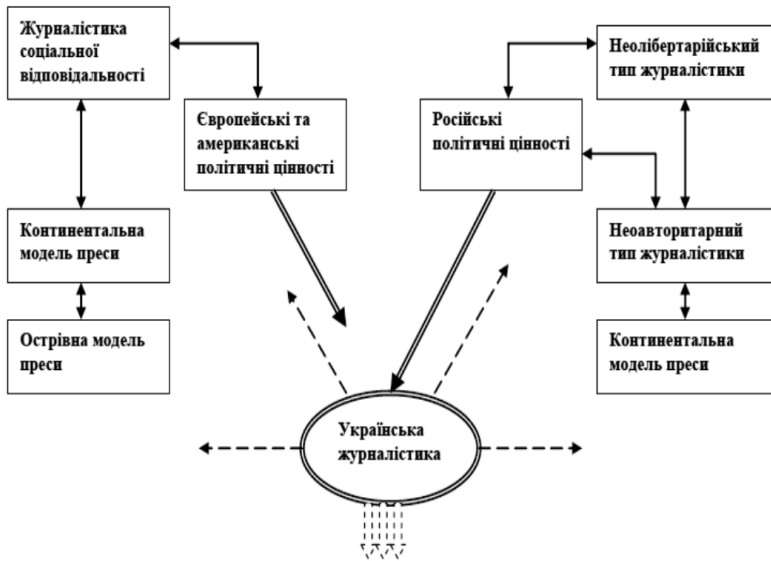 Журналістика
соціальної
відповідальності
Європейські та
американські
політичні цінності
Континентальна
модель преси
Острівна модель
преси
Російські
політичні цінності
Неолібертарійський
тип журналістики
Неоавторитарний
тип журналістики
Континентальна
модель преси
Українська
журналістика